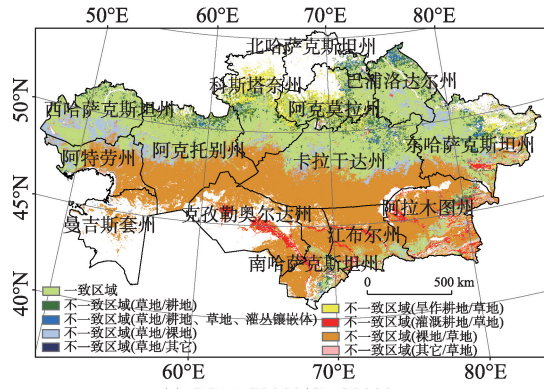 50°E 60°E 70°E 80°E
北哈萨克斯坦州
巴浦洛达尔州
科斯塔奈州
50°N
西哈萨克斯坦州
阿克莫拉州
东哈萨克斯坦州
阿特劳州
阿克托别州
卡拉干达州
45°N
曼吉斯套州
克孜勒奥尔达州
阿拉木图州
江布尔州
南哈萨克斯坦州
40°N
0 500 km
一致区域
不一致区域(草地/耕地)
不一致区域(草地/耕地、草地、灌丛镶嵌体)
不一致区域(草地/裸地)
不一致区域(草地/其它)
不一致区域(旱作耕地/草地)
不一致区域(灌溉耕地/草地)
不一致区域(裸地/草地)
不一致区域(其它/草地)
60°E 70°E 80°E